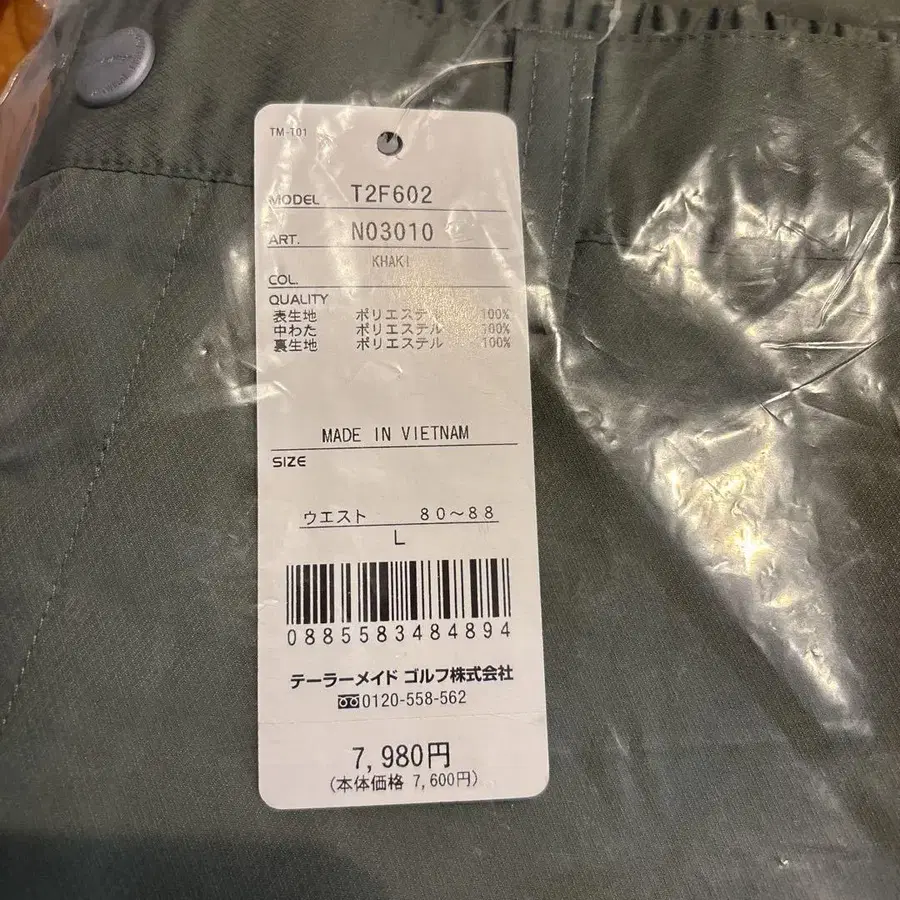 TM-T01
MODEL T2F602
ART. N03010
KHAKI
COL.
QUALITY
表生地 ポリエステル 100%
中わた ポリエステル 100%
裏生地 ポリエステル 100%
MADE IN VIETNAM
SIZE
ウエスト 80〜88
L
0885583484894
テーラーメイド ゴルフ株式会社
0120-558-562
7,980円
(本体価格 7,600円)